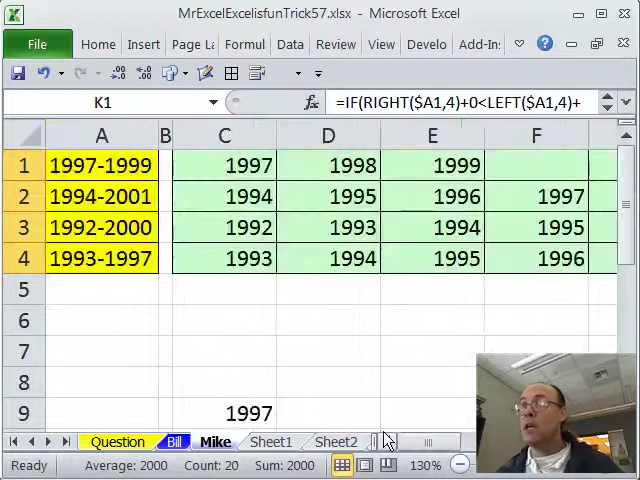 MrExcelExcelisfunTrick57.xlsx - Microsoft Excel
File Home Insert Page La Formul Data Review View Develo Add-Ins
K1 fx =IF(RIGHT($A1,4)+0<LEFT($A1,4)+
A B C D E F
1 1997-1999 1997 1998 1999
2 1994-2001 1994 1995 1996 1997
3 1992-2000 1992 1993 1994 1995
4 1993-1997 1993 1994 1995 1996
5
6
7
8
9 1997
Question Bill Mike Sheet1 Sheet2
Ready Average: 2000 Count: 20 Sum: 2000 130%